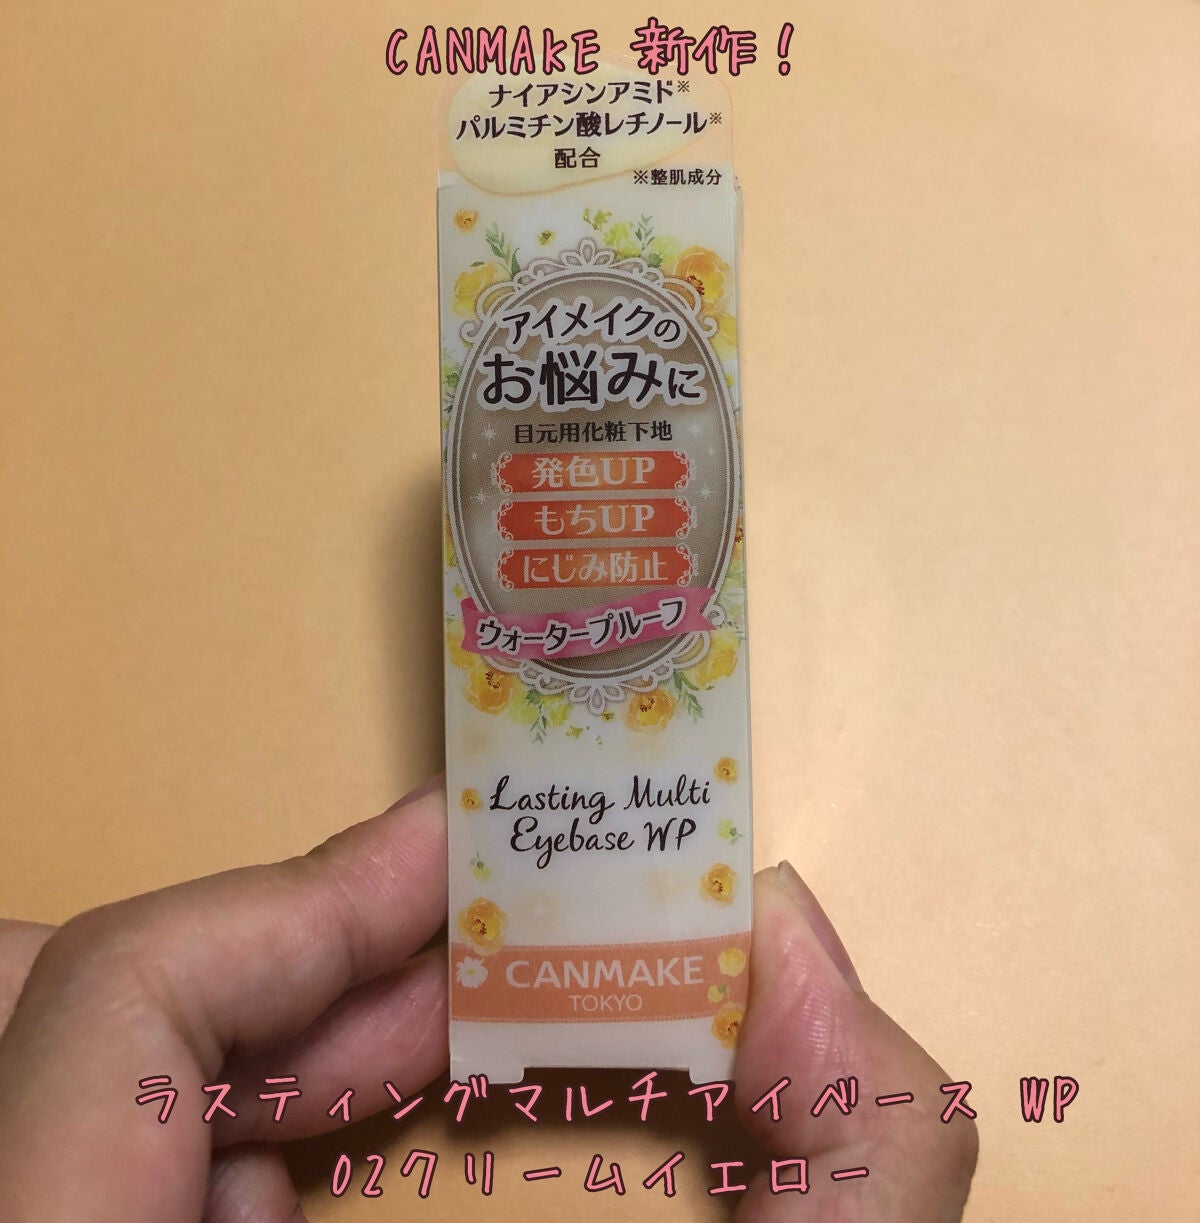 CANMAKE 新作！
ナイアシンアミド※
パルミチン酸レチノール※
配合
※整肌成分
アイメイクの
お悩みに
目元用化粧下地
発色UP
もちUP
にじみ防止
ウォータープルーフ
Lasting Multi
Eyebase WP
CANMAKE
TOKYO
ラスティングマルチアイベース WP
02クリームイエロー